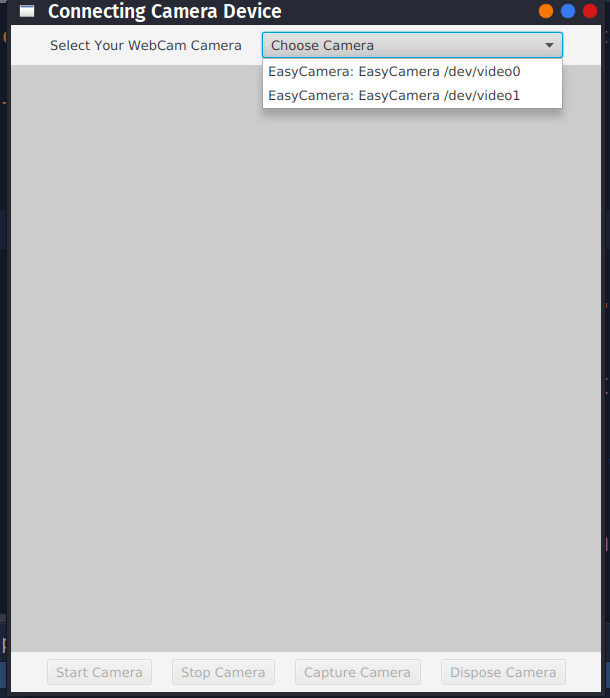 Connecting Camera Device
Select Your WebCam Camera Choose Camera
EasyCamera: EasyCamera /dev/video0
EasyCamera: EasyCamera /dev/video1
Start Camera Stop Camera Capture Camera Dispose Camera